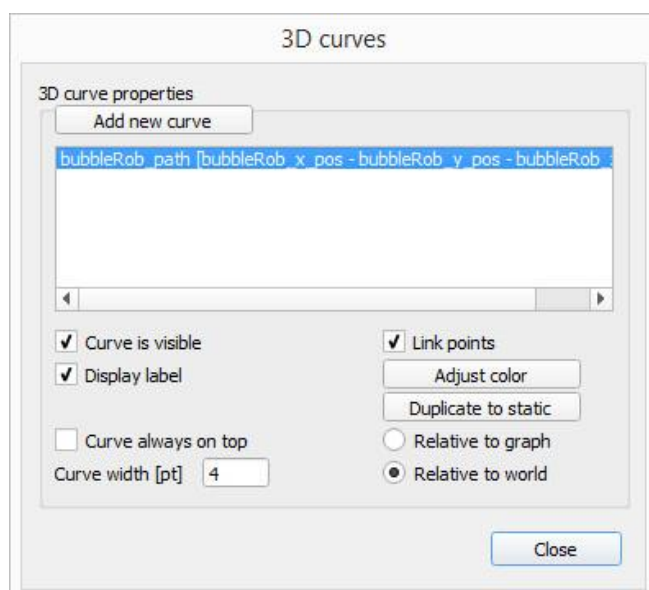 3D curves
3D curve properties
Add new curve
bubbleRob_path [bubbleRob_x_pos - bubbleRob_y_pos - bubbleRob_
Curve is visible
Link points
Display label
Adjust color
Duplicate to static
Curve always on top
Relative to graph
Curve width [pt] 4
Relative to world
Close